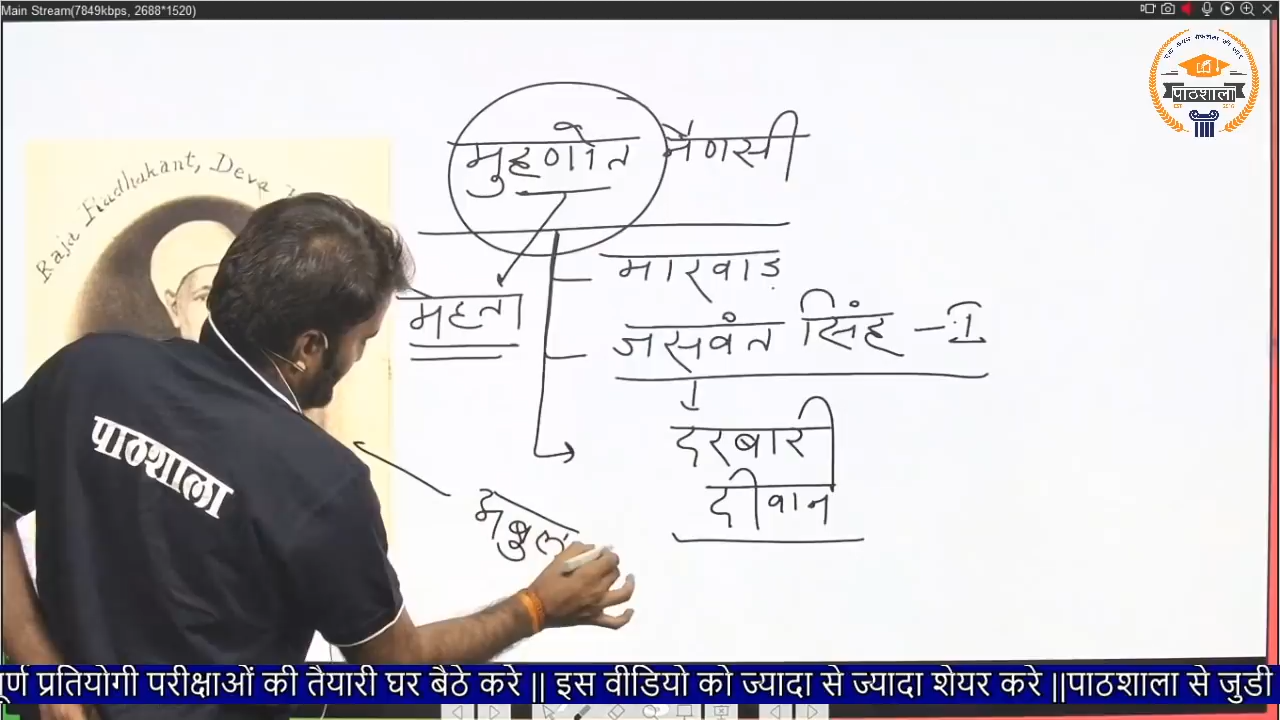 Main Stream(7849kbps, 2688*1520)
पाठशाला
Raja Radhakant, Deva
मुहणोत नैणसी
मारवाड़
मेहता
जसवंत सिंह - I
दरबारी
दीवान
पाठशाला
पूर्ण प्रतियोगी परीक्षाओं की तैयारी घर बैठे करे || इस वीडियो को ज्यादा से ज्यादा शेयर करे ||पाठशाला से जुडी